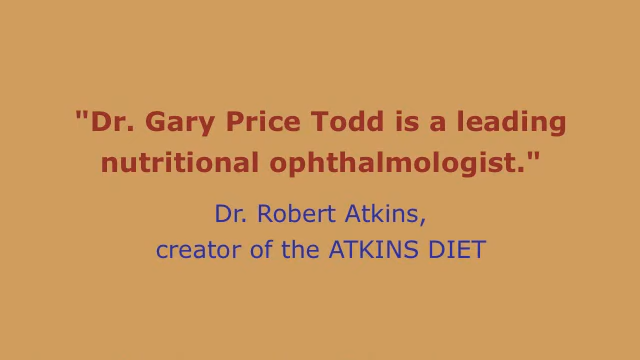 "Dr. Gary Price Todd is a leading
nutritional ophthalmologist."
Dr. Robert Atkins,
creator of the ATKINS DIET